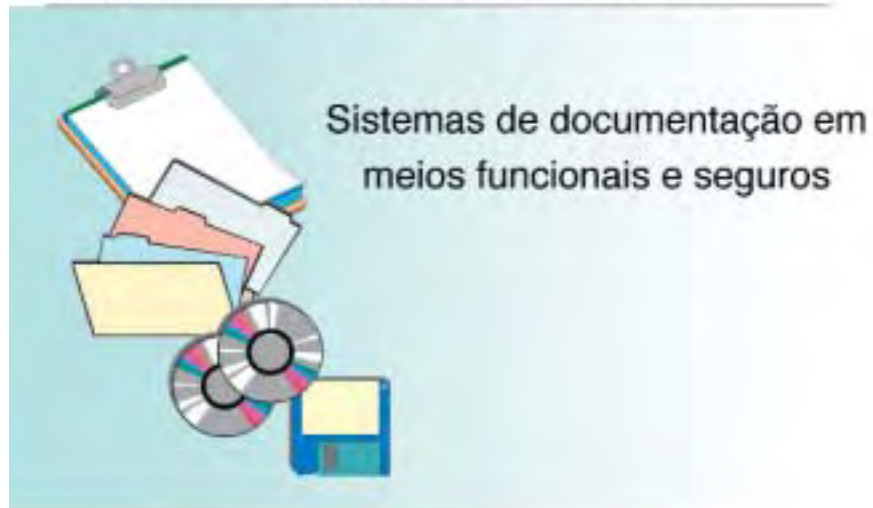 Sistemas de documentação em
meios funcionais e seguros